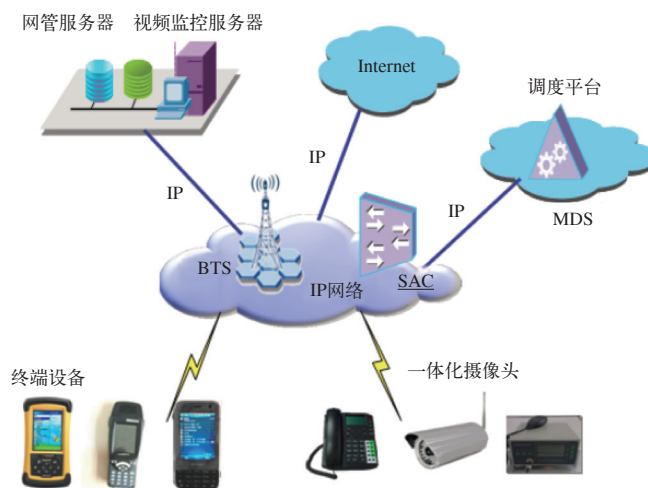 网管服务器 视频监控服务器
Internet
调度平台
IP
IP
IP
MDS
BTS
SAC
IP网络
终端设备
一体化摄像头